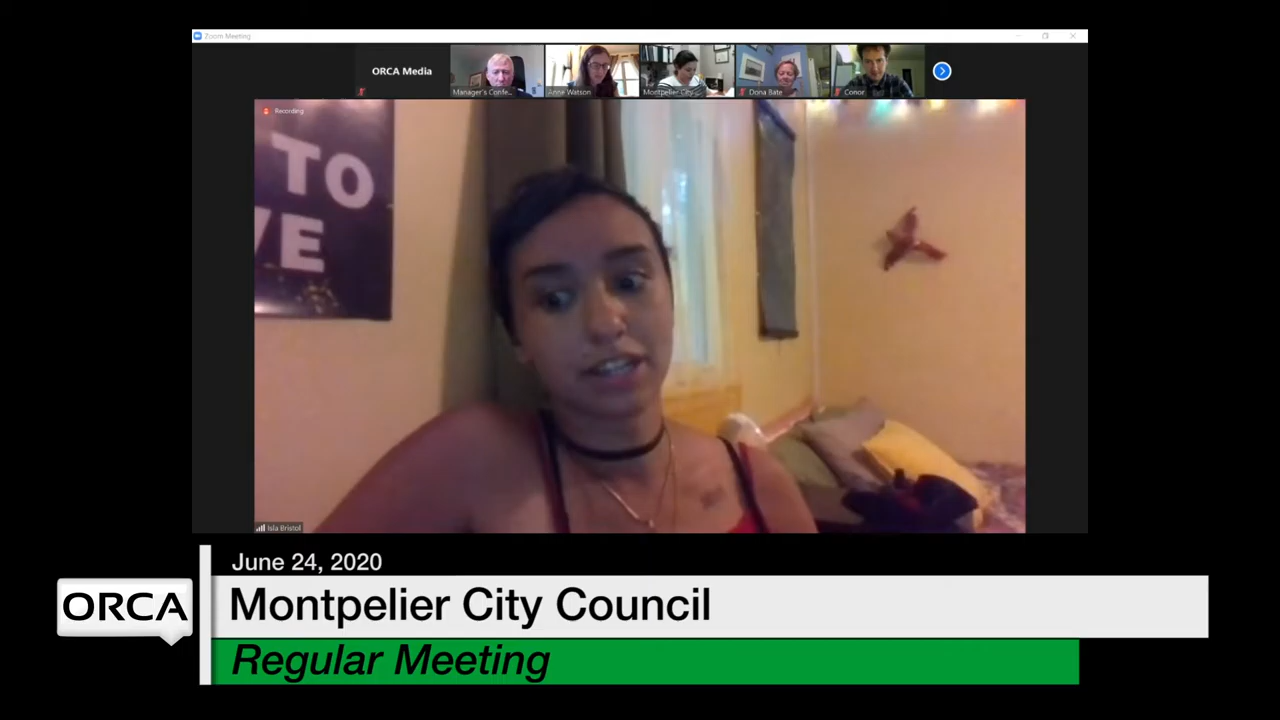 Zoom Meeting
ORCA Media
Manager's Confe...
Anne Watson
Montpelier City...
Dona Bate
Conor
Recording
TO
VE
Isla Bristol
June 24, 2020
ORCA
Montpelier City Council
Regular Meeting